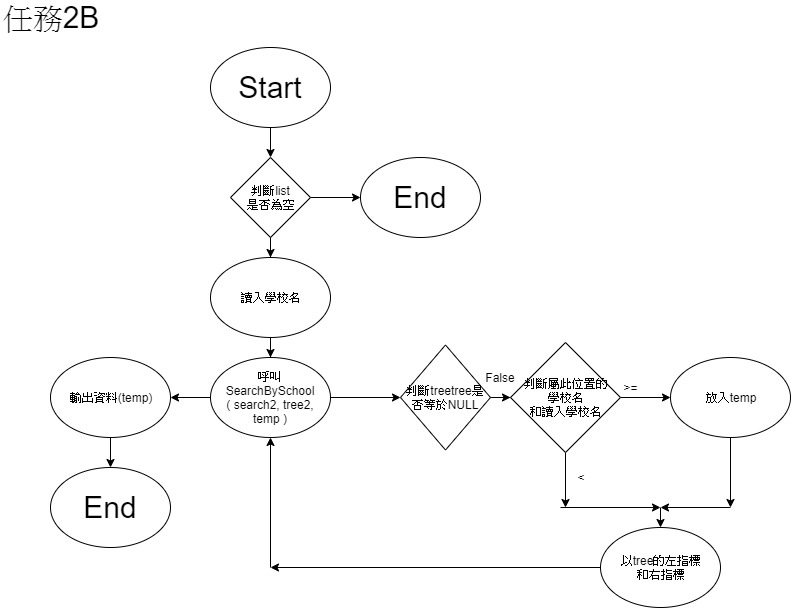 任務2B
Start
判斷list
是否為空
End
讀入學校名
呼叫
SearchBySchool
( search2, tree2,
temp )
輸出資料(temp)
End
判斷treetree是
否等於NULL
False
判斷屬此位置的
學校名
和讀入學校名
>=
放入temp
<
以tree的左指標
和右指標